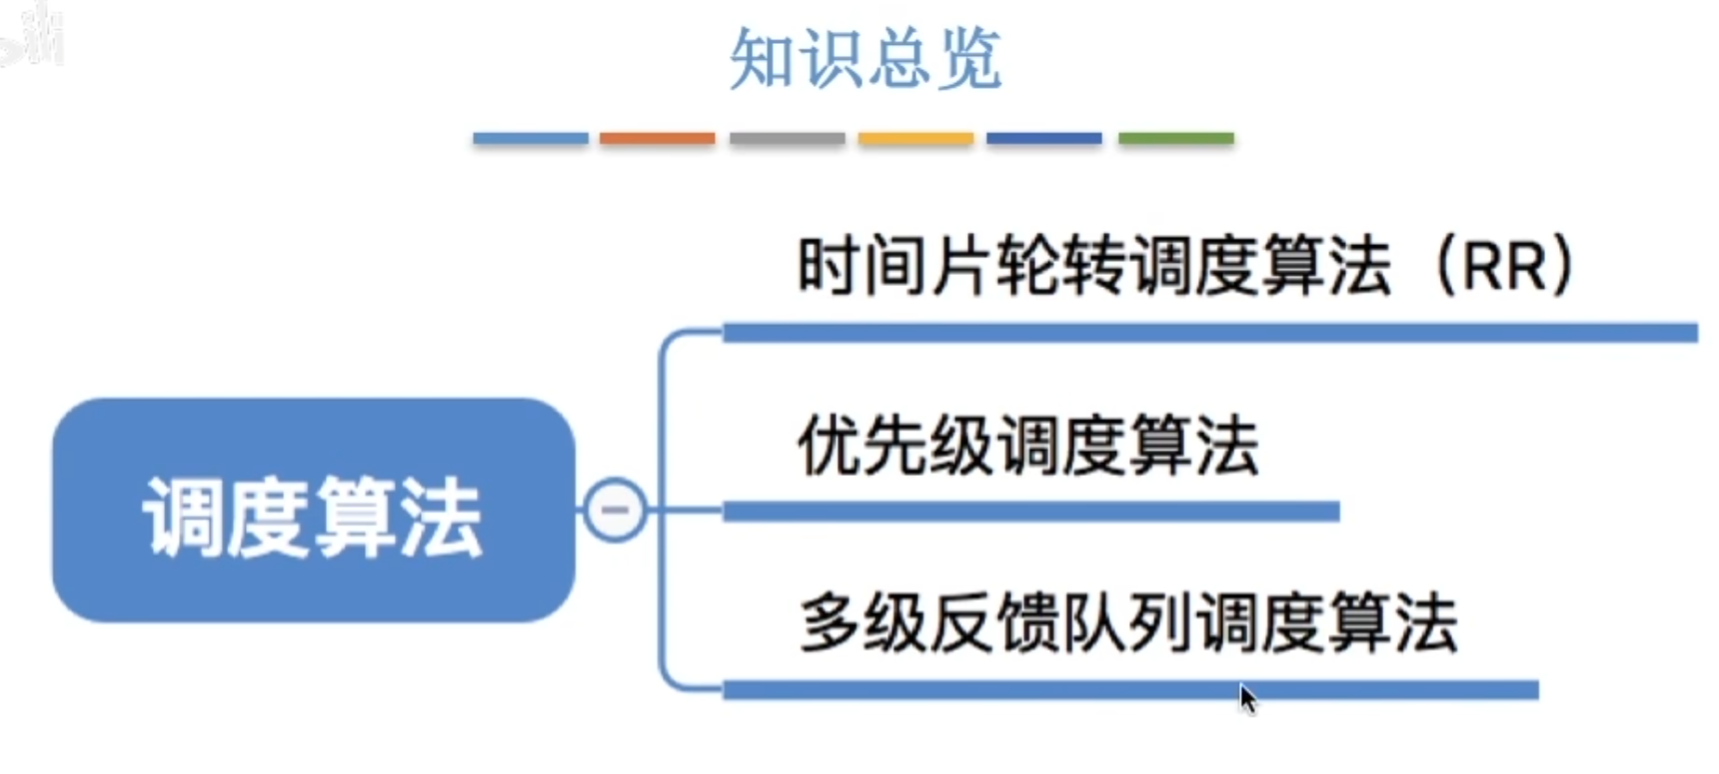 知识总览
时间片轮转调度算法（RR）
优先级调度算法
调度算法
多级反馈队列调度算法